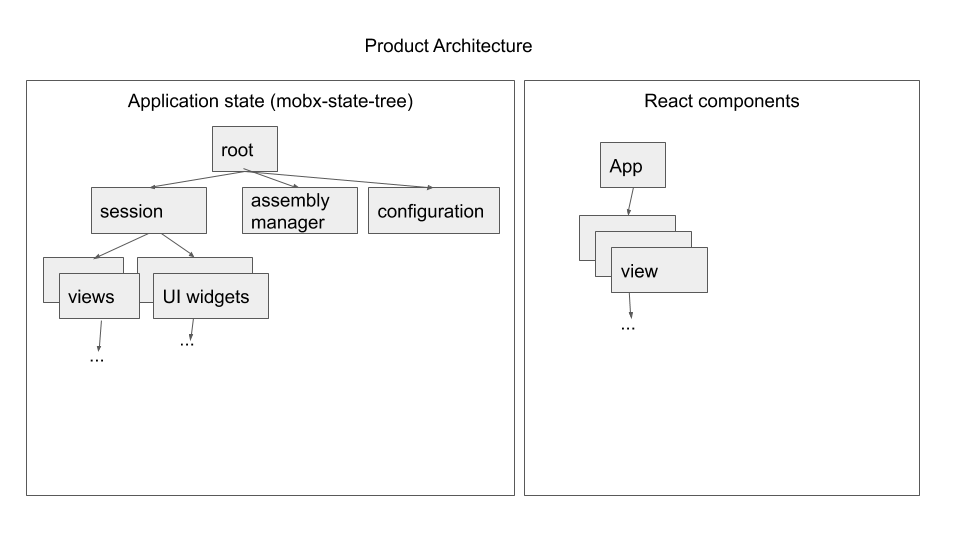 Product Architecture
Application state (mobx-state-tree)
root
session
assembly
manager
configuration
views
UI widgets
...
...
React components
App
view
...